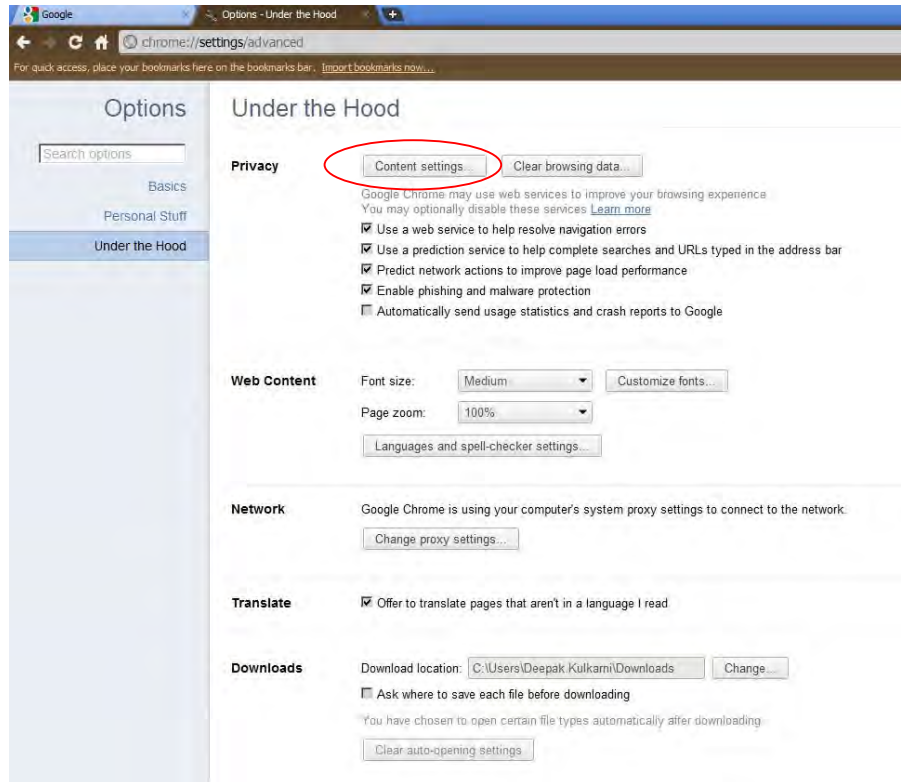 Google
Options - Under the Hood
chrome://settings/advanced
For quick access, place your bookmarks here on the bookmarks bar. Import bookmarks now...
Options
Under the Hood
Search options
Basics
Personal Stuff
Under the Hood
Privacy
Content settings...
Clear browsing data...
Google Chrome may use web services to improve your browsing experience
You may optionally disable these services Learn more
Use a web service to help resolve navigation errors
Use a prediction service to help complete searches and URLs typed in the address bar
Predict network actions to improve page load performance
Enable phishing and malware protection
Automatically send usage statistics and crash reports to Google
Web Content
Font size:
Medium
Customize fonts...
Page zoom:
100%
Languages and spell-checker settings...
Network
Google Chrome is using your computer's system proxy settings to connect to the network.
Change proxy settings...
Translate
Offer to translate pages that aren't in a language I read
Downloads
Download location:
C:\Users\Deepak Kulkarni\Downloads
Change...
Ask where to save each file before downloading
You have chosen to open certain file types automatically after downloading
Clear auto-opening settings